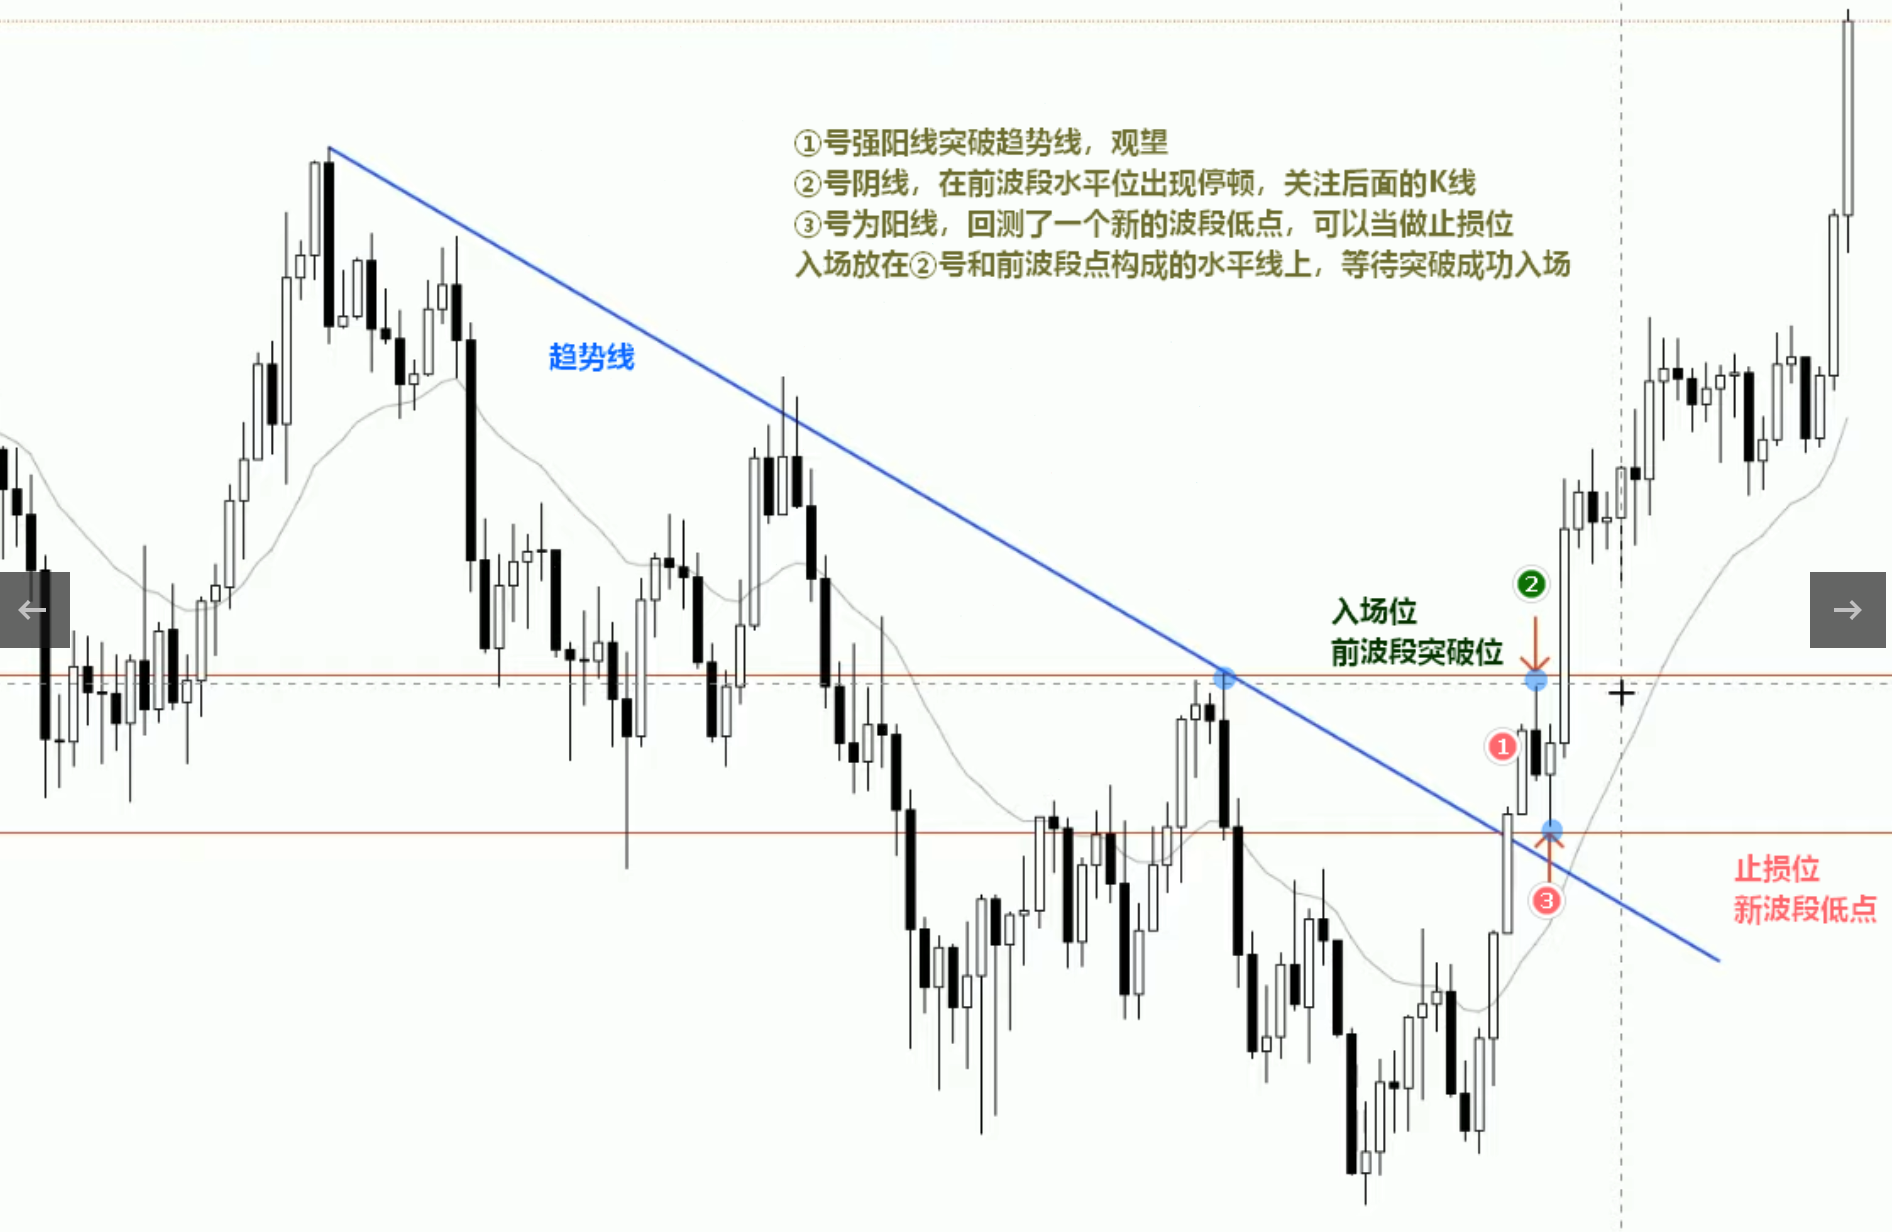 ①号强阳线突破趋势线，观望
②号阴线，在前波段水平位出现停顿，关注后面的K线
③号为阳线，回测了一个新的波段低点，可以当做止损位
入场放在②号和前波段点构成的水平线上，等待突破成功入场
趋势线
2
入场位
前波段突破位
1
止损位
3
新波段低点